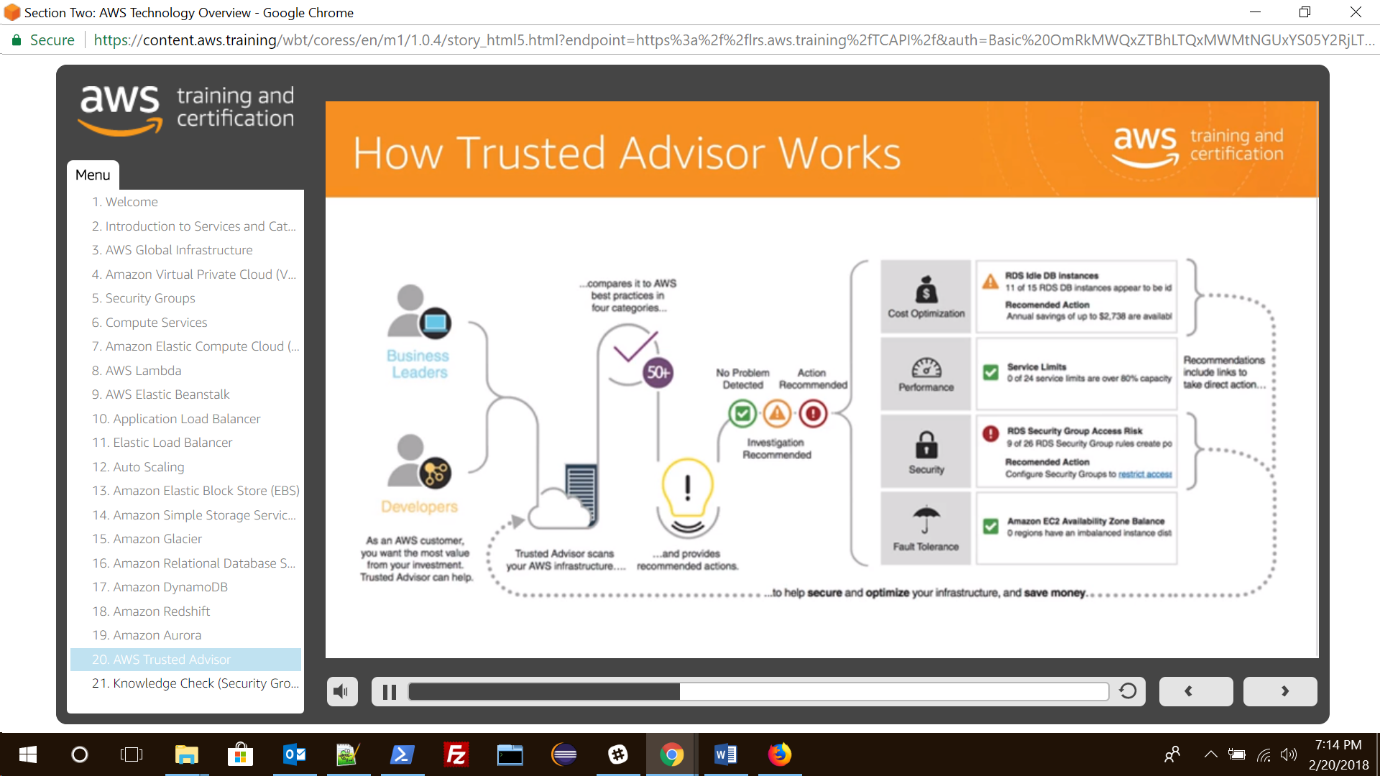 Section Two: AWS Technology Overview - Google Chrome
Secure
https://content.aws.training/wbt/coress/en/m1/1.0.4/story_html5.html?endpoint=https%3a%2f%2flrs.aws.training%2fTCAPI%2f&auth=Basic%20OmRkMWQxZTBhLTQxMWMtNGUxYS05Y2RjLT...
aws training and
certification
Menu
1. Welcome
2. Introduction to Services and Cat...
3. AWS Global Infrastructure
4. Amazon Virtual Private Cloud (V...
5. Security Groups
6. Compute Services
7. Amazon Elastic Compute Cloud (...
8. AWS Lambda
9. AWS Elastic Beanstalk
10. Application Load Balancer
11. Elastic Load Balancer
12. Auto Scaling
13. Amazon Elastic Block Store (EBS)
14. Amazon Simple Storage Servic...
15. Amazon Glacier
16. Amazon Relational Database S...
17. Amazon DynamoDB
18. Amazon Redshift
19. Amazon Aurora
20. AWS Trusted Advisor
21. Knowledge Check (Security Gro...
How Trusted Advisor Works
aws training and
certification
Business
Leaders
Developers
As an AWS customer,
you want the most value
from your investment.
Trusted Advisor can help.
Trusted Advisor scans
your AWS infrastructure....
...compares it to AWS
best practices in
four categories...
50+
...and provides
recommended actions.
No Problem
Detected
Action
Recommended
Investigation
Recommended
Cost Optimization
RDS Idle DB instances
11 of 15 RDS DB instances appear to be id
Recomended Action
Annual savings of up to $2,738 are availabl
Performance
Service Limits
0 of 24 service limits are over 80% capacity
Security
RDS Security Group Access Risk
9 of 26 RDS Security Group rules create po
Recomended Action
Configure Security Groups to restrict access
Fault Tolerance
Amazon EC2 Availability Zone Balance
0 regions have an imbalanced instance dist
Recommendations
include links to
take direct action...
...to help secure and optimize your infrastructure, and save money.
7:14 PM
2/20/2018